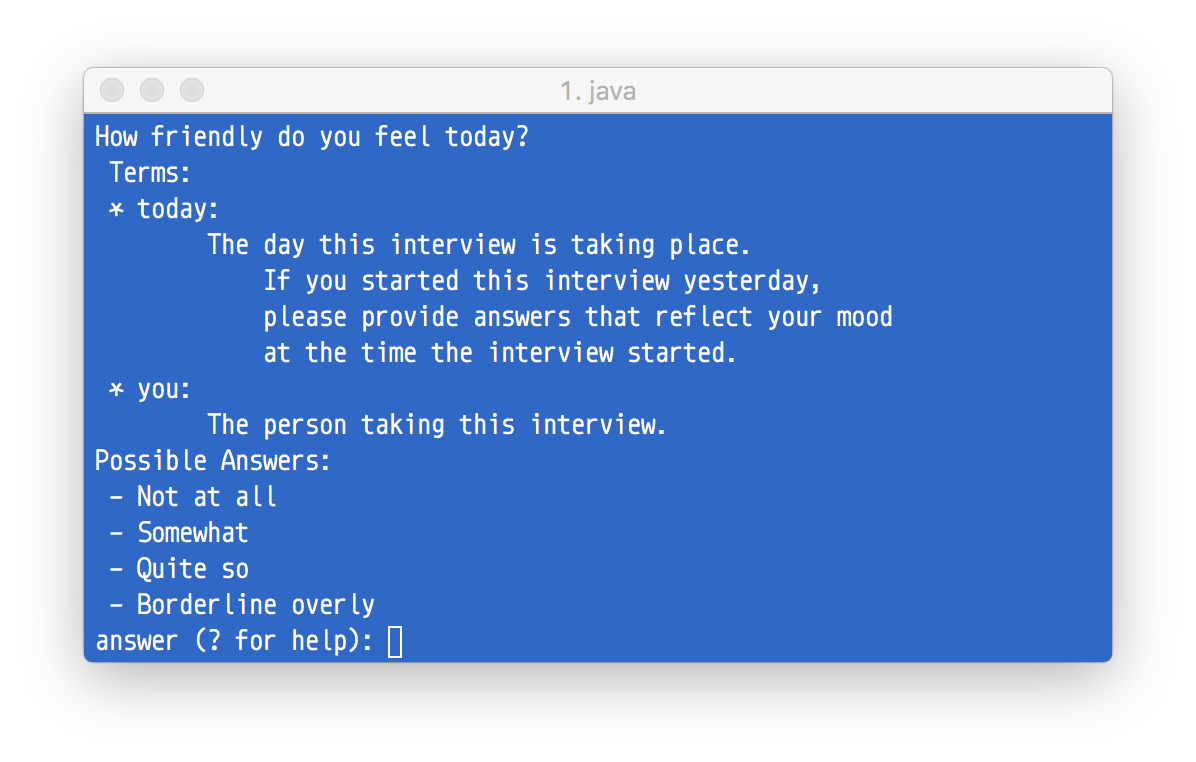 1. java
How friendly do you feel today?
Terms:
* today:
The day this interview is taking place.
If you started this interview yesterday,
please provide answers that reflect your mood
at the time the interview started.
* you:
The person taking this interview.
Possible Answers:
- Not at all
- Somewhat
- Quite so
- Borderline overly
answer (? for help):